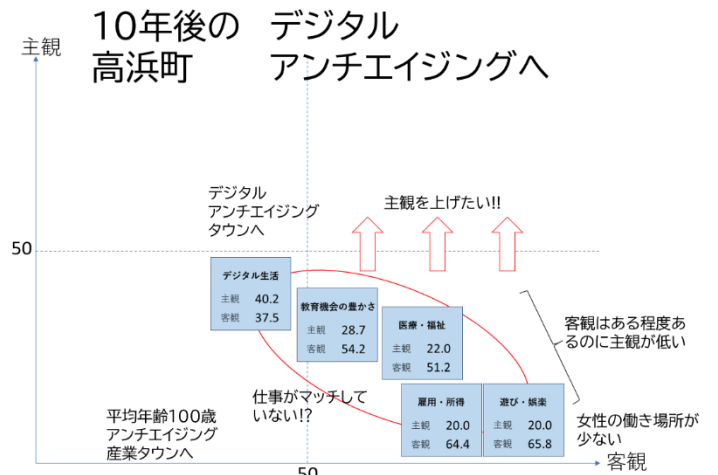 10年後の　デジタル
高浜町　アンチエイジングへ
主観
デジタル
アンチエイジング
タウンへ
主観を上げたい!!
50
デジタル生活
主観 40.2
客観 37.5
教育機会の豊かさ
主観 28.7
客観 54.2
医療・福祉
主観 22.0
客観 51.2
客観はある程度あ
るのに主観が低い
仕事がマッチして
いない!?
雇用・所得
主観 20.0
客観 64.4
遊び・娯楽
主観 20.0
客観 65.8
女性の働き場所が
少ない
平均年齢100歳
アンチエイジング
産業タウンへ
50
客観